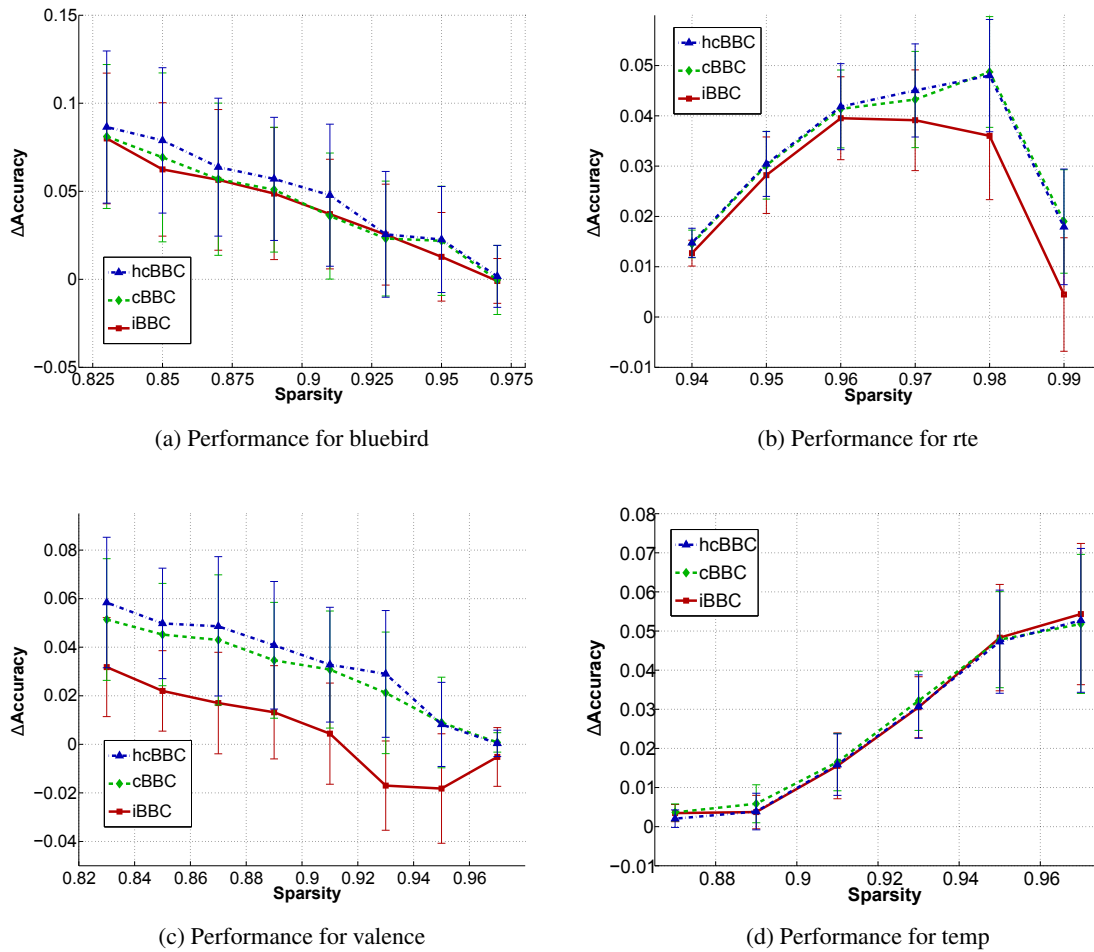 0.15
0.1
0.05
0
−0.05
ΔAccuracy
hcBBC
cBBC
iBBC
0.825 0.85 0.875 0.9 0.925 0.95 0.975
Sparsity
(a) Performance for bluebird
0.05
0.04
0.03
0.02
0.01
0
−0.01
ΔAccuracy
hcBBC
cBBC
iBBC
0.94 0.95 0.96 0.97 0.98 0.99
Sparsity
(b) Performance for rte
0.08
0.06
0.04
0.02
0
−0.02
−0.04
ΔAccuracy
hcBBC
cBBC
iBBC
0.82 0.84 0.86 0.88 0.9 0.92 0.94 0.96
Sparsity
(c) Performance for valence
0.08
0.07
0.06
0.05
0.04
0.03
0.02
0.01
0
−0.01
ΔAccuracy
hcBBC
cBBC
iBBC
0.88 0.9 0.92 0.94 0.96
Sparsity
(d) Performance for temp